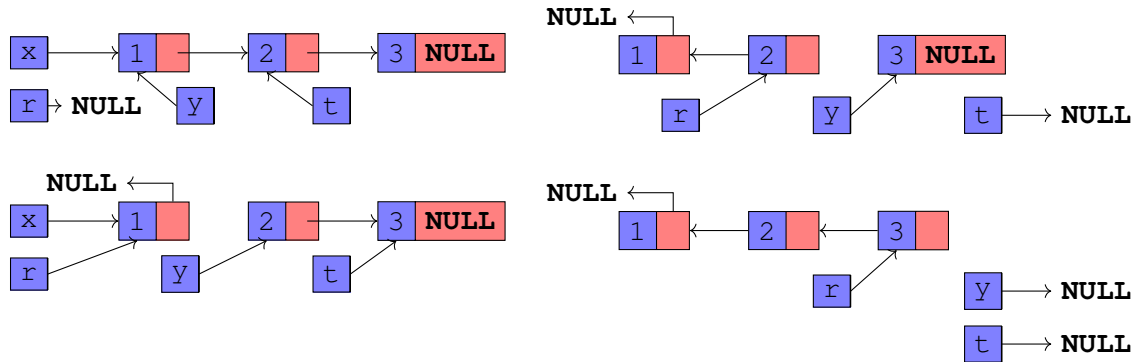 x 1 2 3 NULL
r NULL y t
NULL
x 1 2 3 NULL
r y t
NULL
1 2 3 NULL
r y t NULL
NULL
1 2 3
r y NULL
t NULL